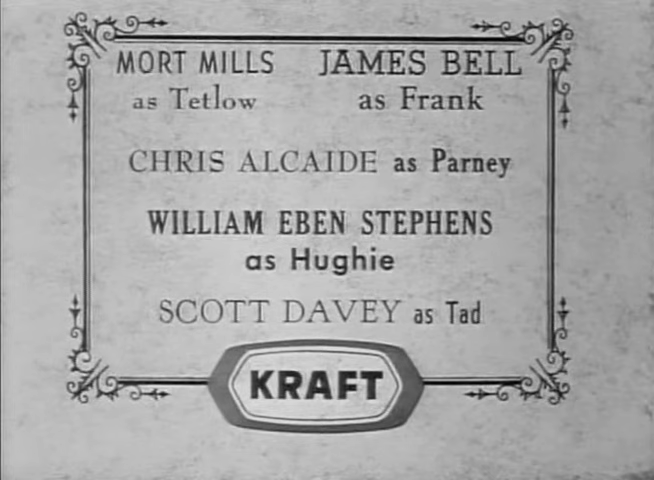 MORT MILLS JAMES BELL
as Tetlow as Frank
CHRIS ALCAIDE as Parney
WILLIAM EBEN STEPHENS
as Hughie
SCOTT DAVEY as Tad
KRAFT